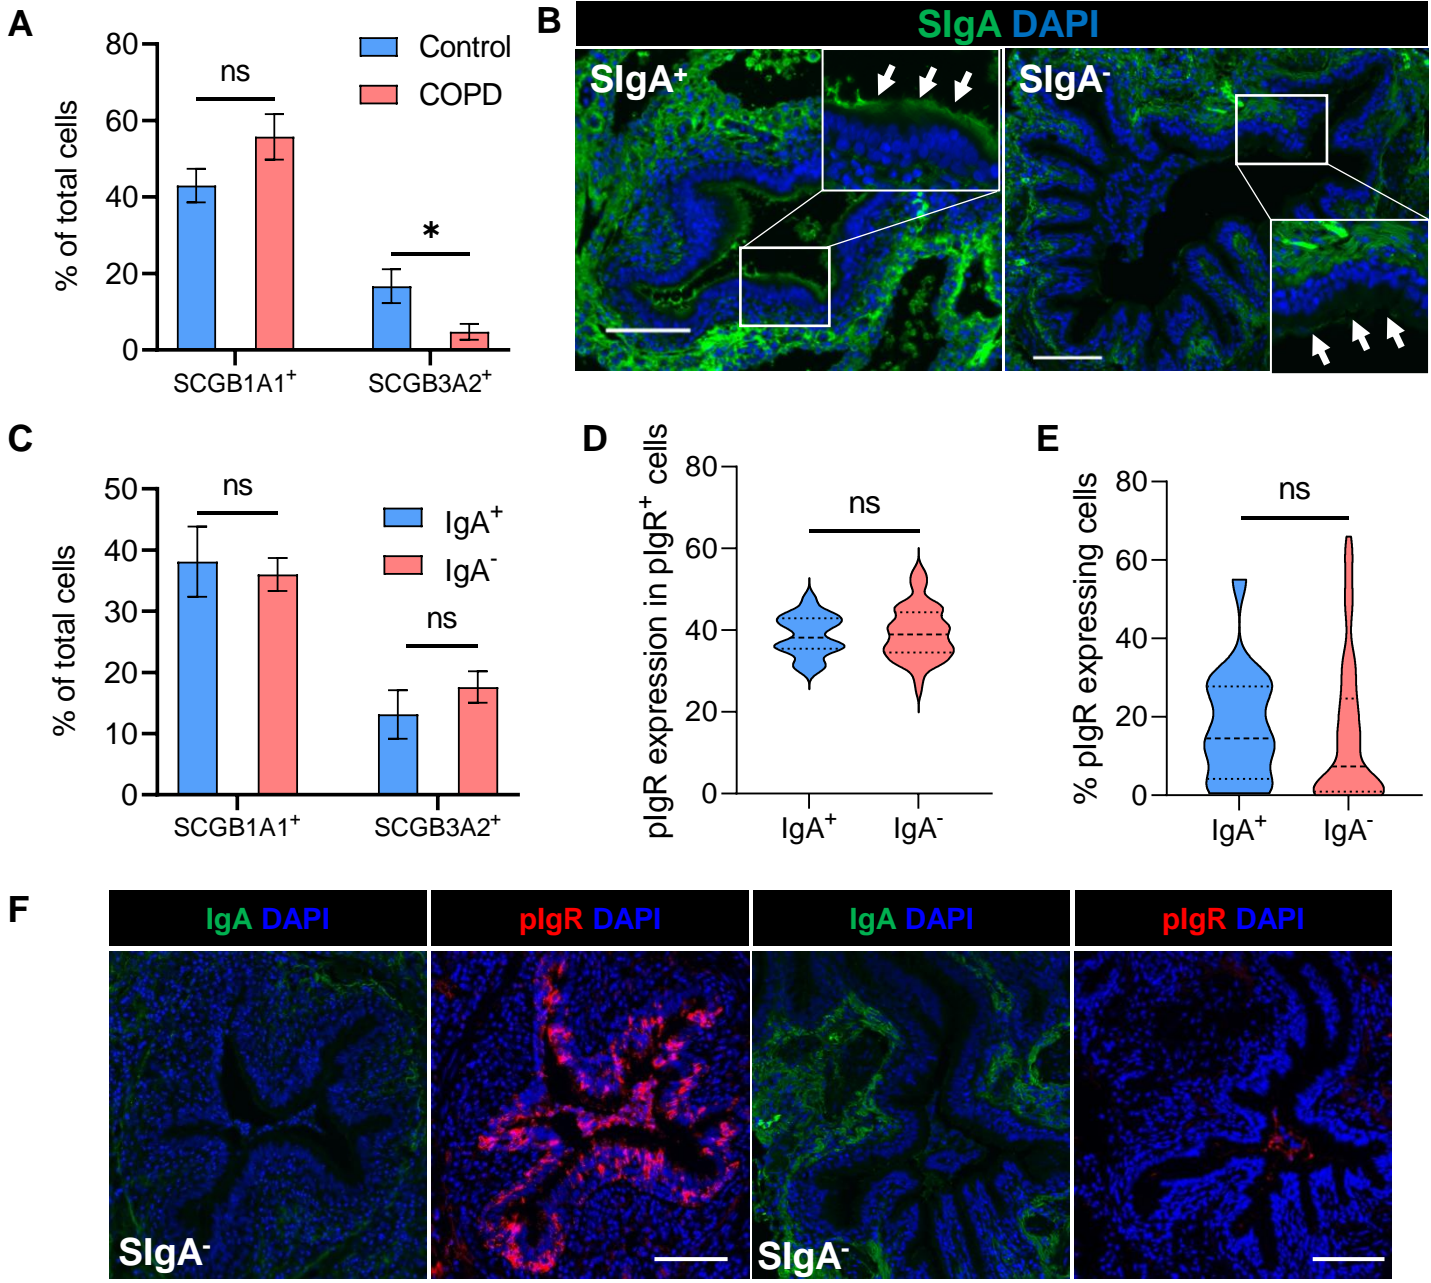 A
% of total cells
80
60
40
20
0
ns
*
Control
COPD
SCGB1A1+
SCGB3A2+
B
SIgA DAPI
SIgA+
SIgA-
C
% of total cells
50
40
30
20
10
0
ns
ns
IgA+
IgA-
SCGB1A1+
SCGB3A2+
D
pIgR expression in pIgR+ cells
80
60
40
20
0
ns
IgA+
IgA-
E
% pIgR expressing cells
80
60
40
20
0
ns
IgA+
IgA-
F
IgA DAPI
pIgR DAPI
IgA DAPI
pIgR DAPI
SIgA-
SIgA-